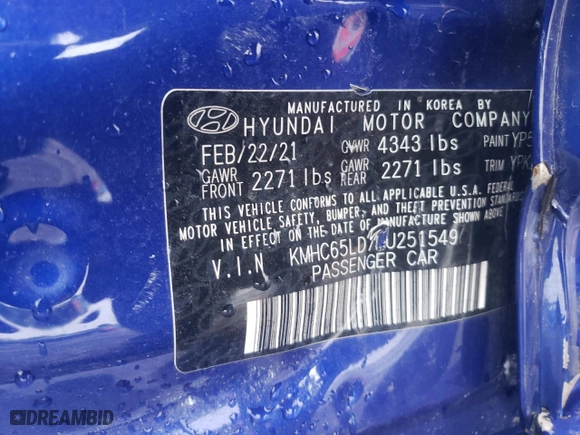 MANUFACTURED IN KOREA BY
HYUNDAI MOTOR COMPANY
FEB/22/21 GVWR 4343 lbs PAINT YP5
GAWR FRONT 2271 lbs GAWR REAR 2271 lbs TRIM
THIS VEHICLE CONFORMS TO ALL APPLICABLE U.S.A. FEDERAL
MOTOR VEHICLE SAFETY, BUMPER, AND THEFT PREVENTION
IN EFFECT ON THE DATE OF MANUFACTURE SHOWN ABOVE.
V.I.N
PASSENGER CAR
DREAMBID